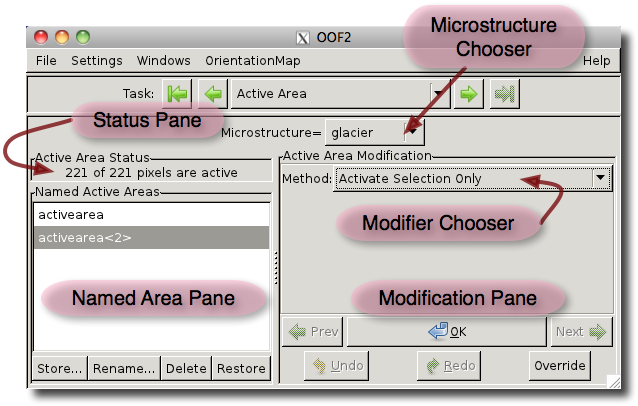 Microstructure
Chooser
X OOF2
File Settings Windows OrientationMap Help
Task: Active Area
Status Pane
Microstructure= glacier
Active Area Status
221 of 221 pixels are active
Named Active Areas
activearea
activearea<2>
Named Area Pane
Store... Rename... Delete Restore
Active Area Modification
Method: Activate Selection Only
Modifier Chooser
Modification Pane
Prev OK Next
Undo Redo Override